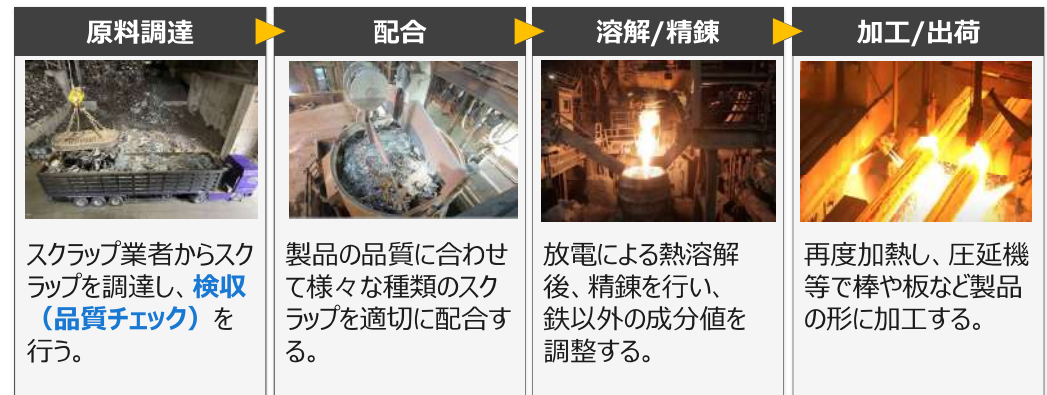 原料調達
スクラップ業者からスク
ラップを調達し、検収
（品質チェック）を
行う。
配合
製品の品質に合わせ
て様々な種類のスク
ラップを適切に配合す
る。
溶解/精錬
放電による熱溶解
後、精錬を行い、
鉄以外の成分値を
調整する。
加工/出荷
再度加熱し、圧延機
等で棒や板など製品
の形に加工する。